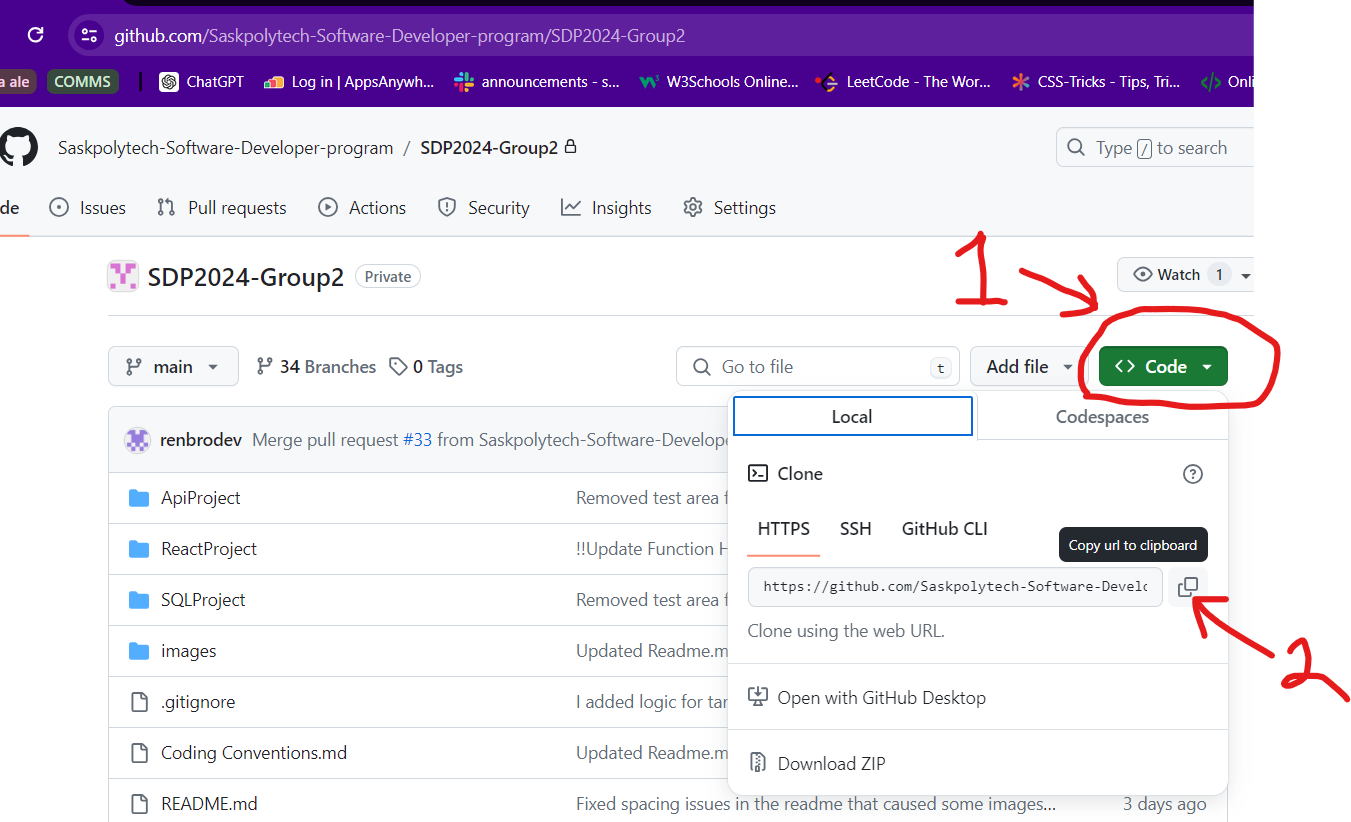 github.com/Saskpolytech-Software-Developer-program/SDP2024-Group2
a ale COMMS ChatGPT Log in | AppsAnywh... announcements - s... W3Schools Online... LeetCode - The Wor... CSS-Tricks - Tips, Tri... Onli
Saskpolytech-Software-Developer-program / SDP2024-Group2 Type / to search
de Issues Pull requests Actions Security Insights Settings
1
SDP2024-Group2 Private Watch 1
main 34 Branches 0 Tags Go to file t Add file <> Code
Local Codespaces
renbrodev Merge pull request #33 from Saskpolytech-Software-Develope
Clone
ApiProject Removed test area f
HTTPS SSH GitHub CLI
ReactProject !!Update Function H
Copy url to clipboard
https://github.com/Saskpolytech-Software-Develo
SQLProject Removed test area f
Clone using the web URL.
images Updated Readme.m
2
.gitignore I added logic for tar
Open with GitHub Desktop
Coding Conventions.md Updated Readme.m
Download ZIP
README.md Fixed spacing issues in the readme that caused some images... 3 days ago